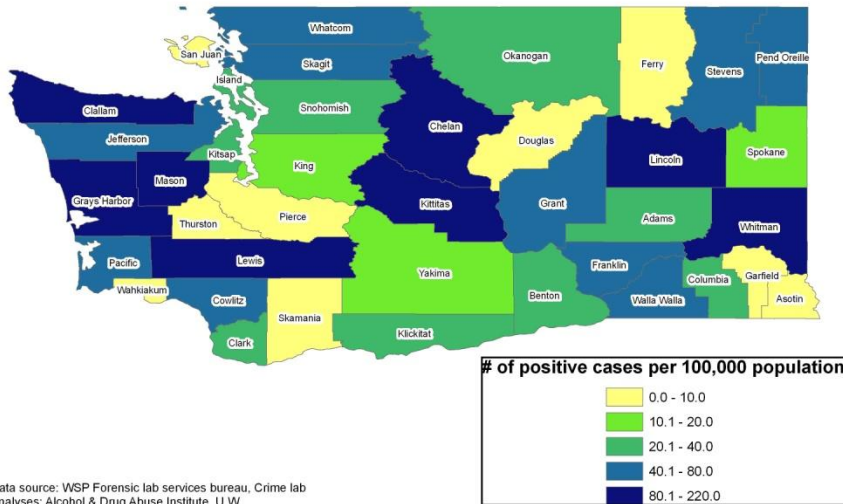 Whatcom
San Juan
Skagit
Okanogan
Ferry
Stevens
Pend Oreille
Island
Clallam
Snohomish
Chelan
Jefferson
Douglas
Kitsap
King
Lincoln
Spokane
Mason
Grays Harbor
Kittitas
Grant
Thurston
Pierce
Adams
Whitman
Pacific
Lewis
Yakima
Franklin
Columbia
Garfield
Wahkiakum
Cowlitz
Benton
Walla Walla
Asotin
Skamania
Klickitat
Clark
# of positive cases per 100,000 population
0.0 - 10.0
10.1 - 20.0
20.1 - 40.0
40.1 - 80.0
80.1 - 220.0
ata source: WSP Forensic lab services bureau, Crime lab
nalyses: Alcohol & Drug Abuse Institute, U.W.